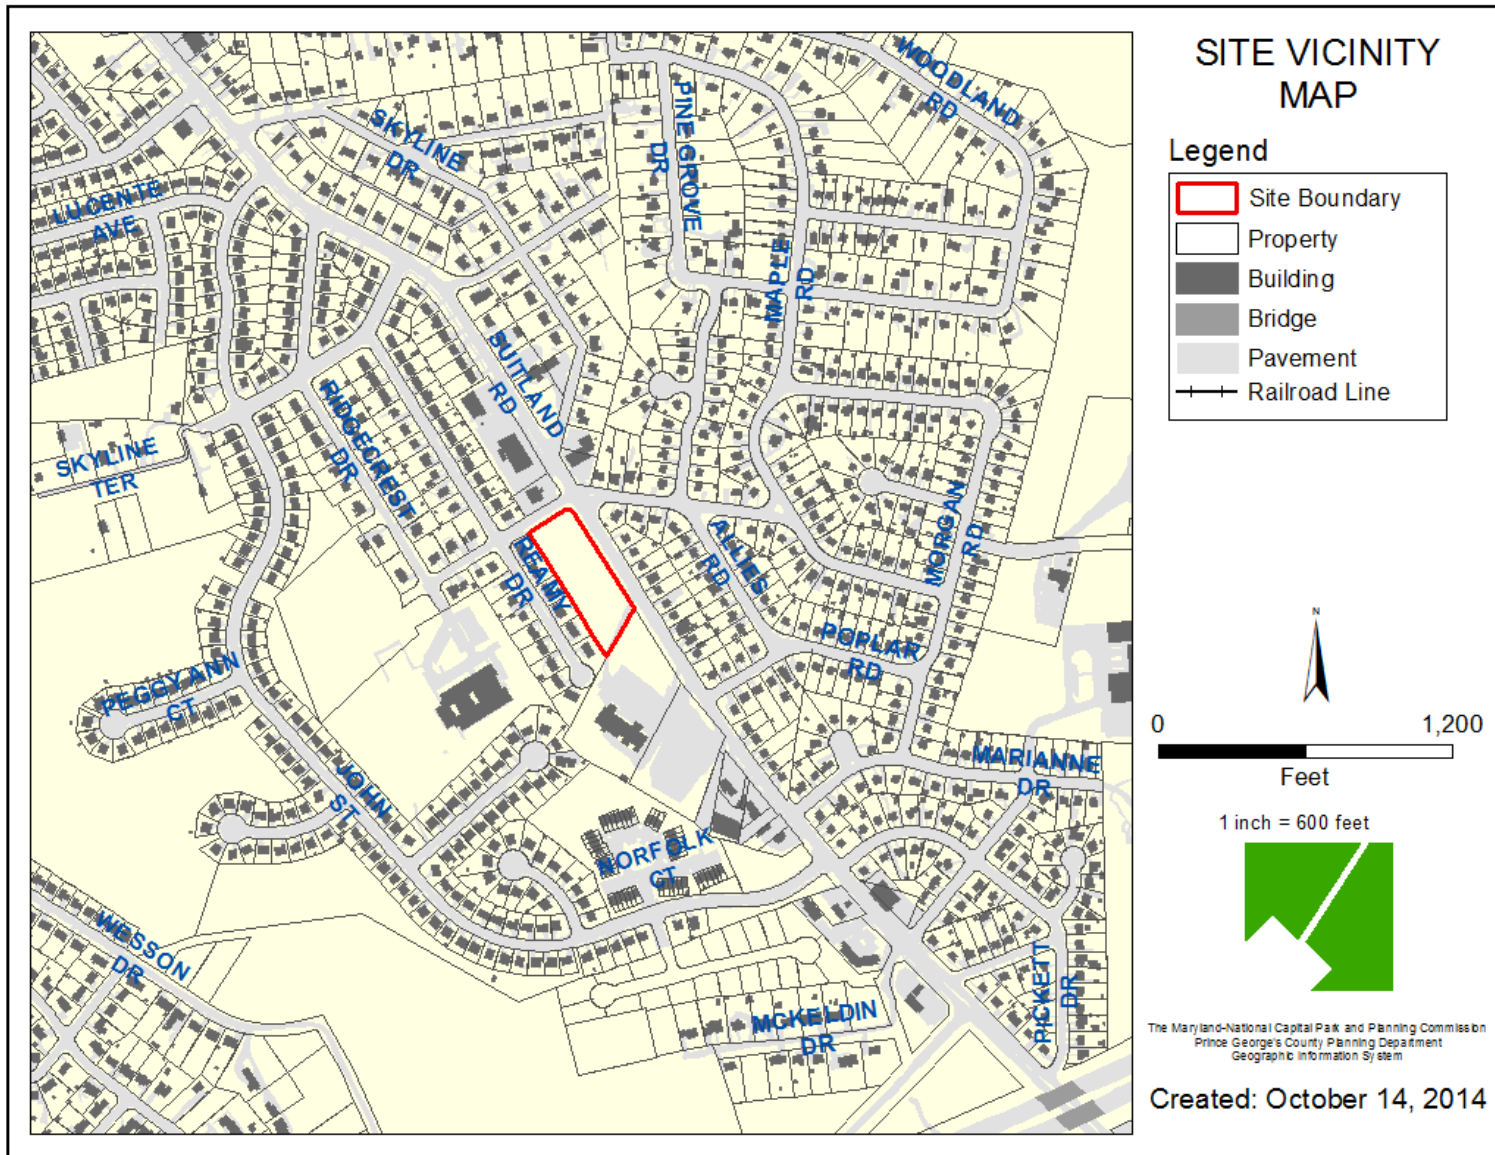 SITE VICINITY
MAP
Legend
Site Boundary
Property
Building
Bridge
Pavement
Railroad Line
N
0 1,200
Feet
1 inch = 600 feet
The Maryland-National Capital Park and Planning Commission
Prince George's County Planning Department
Geographic Information System
Created: October 14, 2014
WOODLAND
RD
PINE GROVE
DR
SKYLINE
DR
LUCENTE
AVE
MAPLE
RD
SUITLAND
RD
RIDGECREST
DR
SKYLINE
TER
MORGAN
RD
ALLIES
RD
REAMY
DR
POPLAR
RD
PEGGY ANN
CT
MARIANNE
DR
JOHN
ST
NORFOLK
CT
WESSON
DR
PICKETT
DR
MCKELDIN
DR